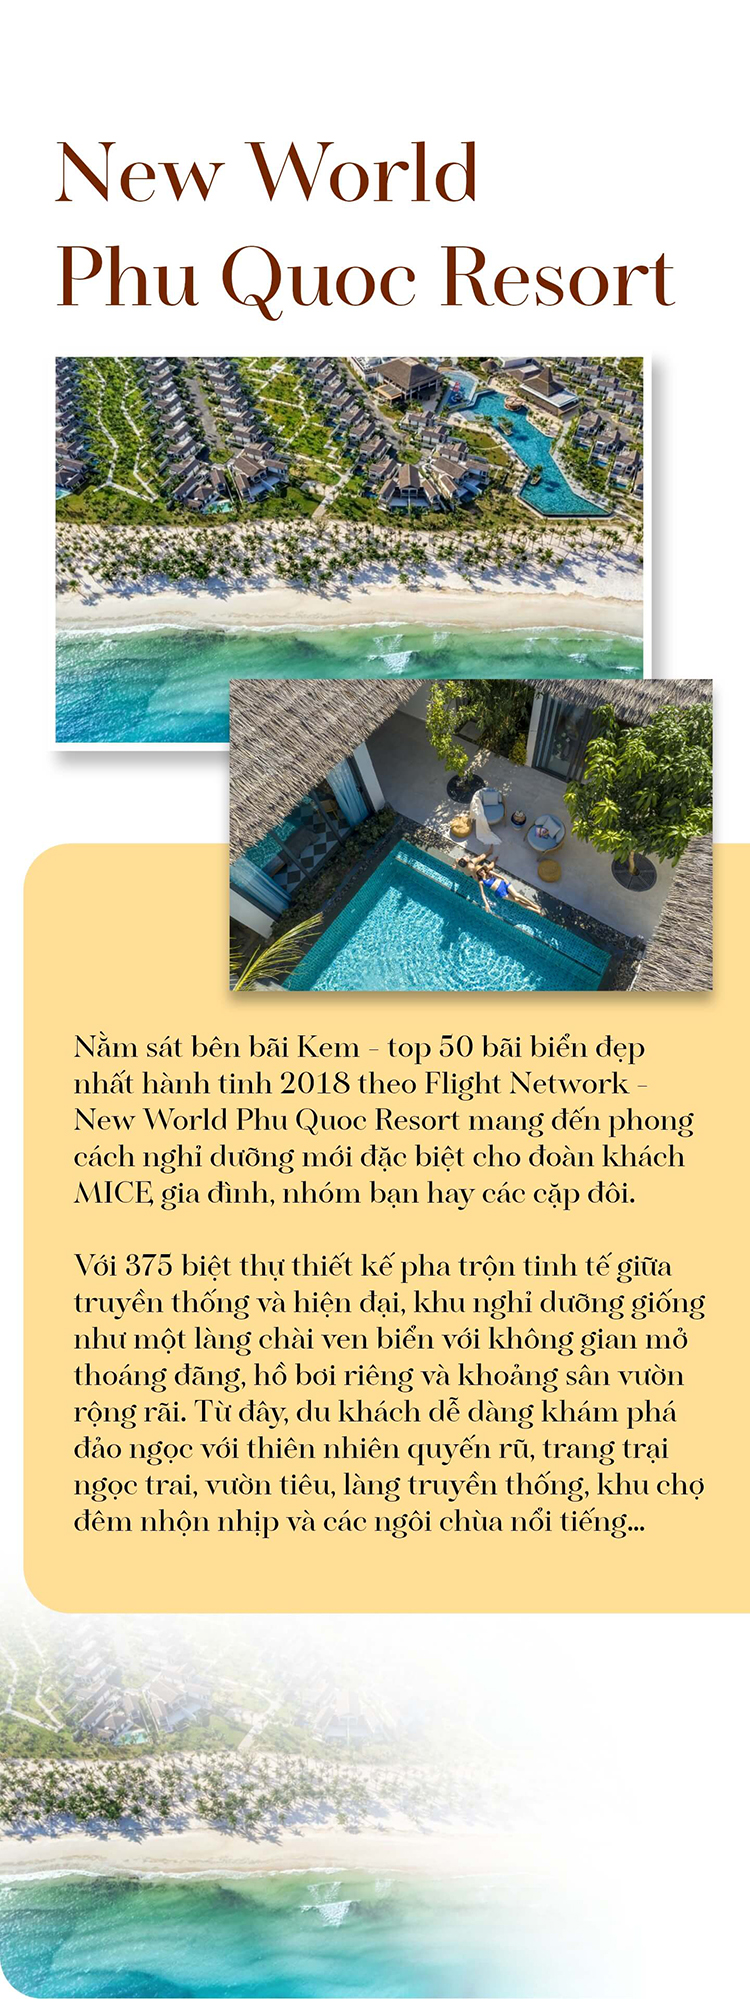 New World
Phu Quoc Resort
Nằm sát bên bãi Kem - top 50 bãi biển đẹp
nhất hành tinh 2018 theo Flight Network -
New World Phu Quoc Resort mang đến phong
cách nghỉ dưỡng mới đặc biệt cho đoàn khách
MICE, gia đình, nhóm bạn hay các cặp đôi.
Với 375 biệt thự thiết kế pha trộn tinh tế giữa
truyền thống và hiện đại, khu nghỉ dưỡng giống
như một làng chài ven biển với không gian mở
thoáng đãng, hồ bơi riêng và khoảng sân vườn
rộng rãi. Từ đây, du khách dễ dàng khám phá
đảo ngọc với thiên nhiên quyến rũ, trang trại
ngọc trai, vườn tiêu, làng truyền thống, khu chợ
đêm nhộn nhịp và các ngôi chùa nổi tiếng...